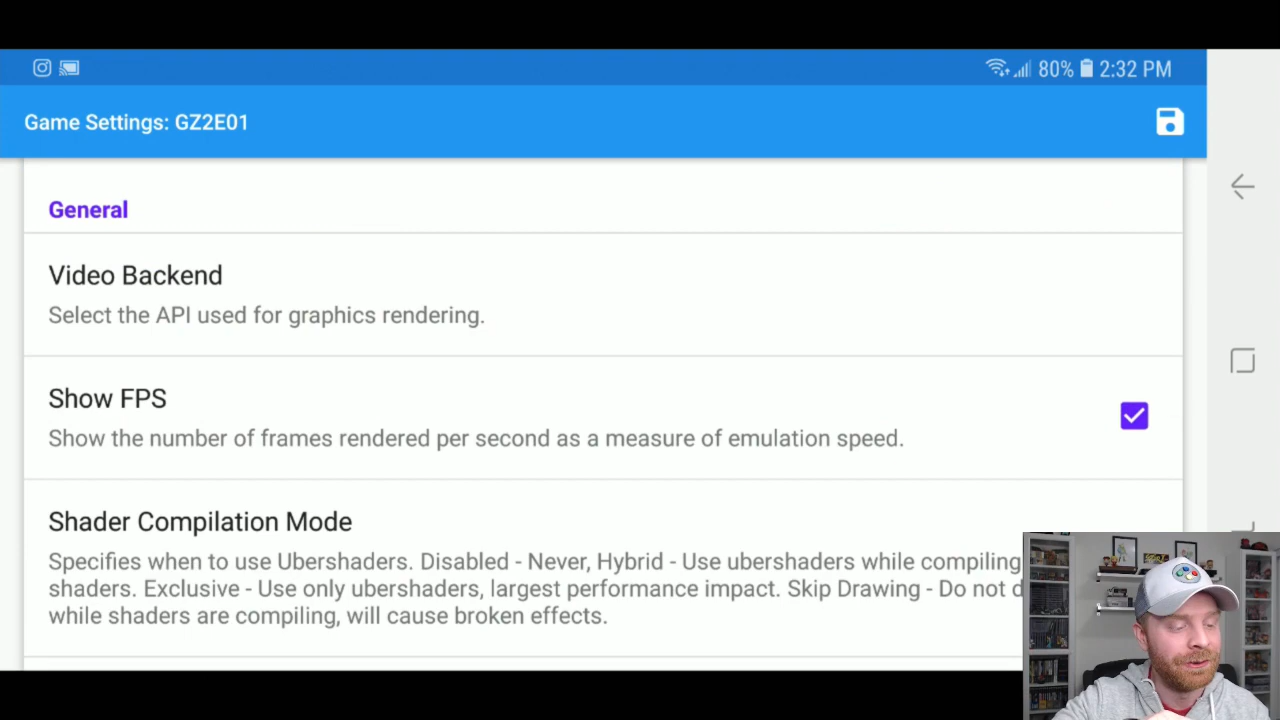 80% 2:32 PM
Game Settings: GZ2E01
General
Video Backend
Select the API used for graphics rendering.
Show FPS
Show the number of frames rendered per second as a measure of emulation speed.
Shader Compilation Mode
Specifies when to use Ubershaders. Disabled - Never, Hybrid - Use ubershaders while compiling
shaders. Exclusive - Use only ubershaders, largest performance impact. Skip Drawing - Do not d
while shaders are compiling, will cause broken effects.